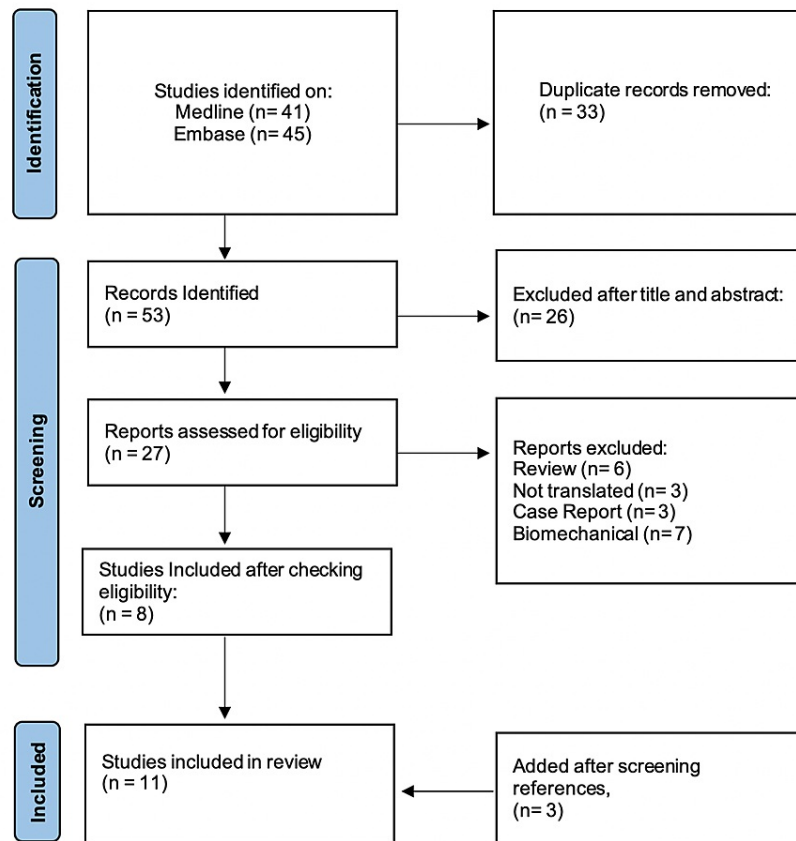 Identification
Studies identified on:
Medline (n= 41)
Embase (n= 45)
Duplicate records removed:
(n = 33)
Screening
Records Identified
(n = 53)
Excluded after title and abstract:
(n= 26)
Reports assessed for eligibility
(n = 27)
Reports excluded:
Review (n= 6)
Not translated (n= 3)
Case Report (n= 3)
Biomechanical (n=7)
Studies Included after checking
eligibility:
(n = 8)
Included
Studies included in review
(n = 11)
Added after screening
references,
(n= 3)